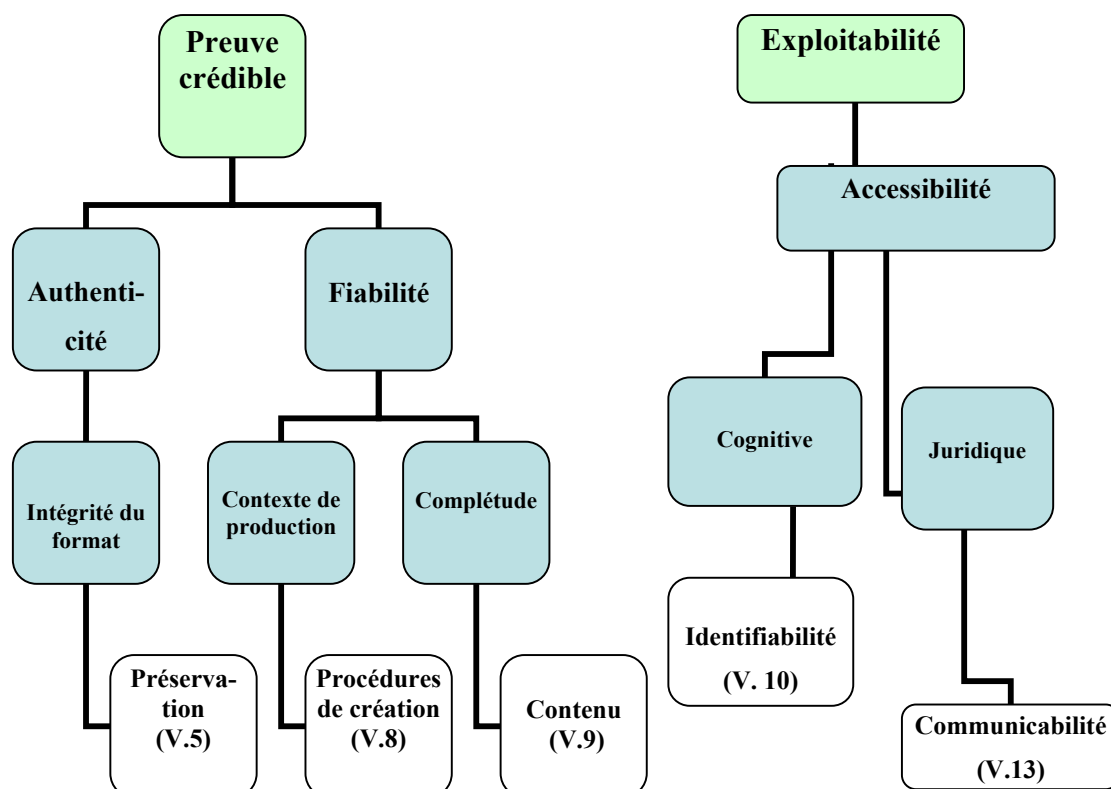 Preuve
crédible
Exploitabilité
Accessibilité
Authenti-
cité
Fiabilité
Cognitive
Juridique
Intégrité du
format
Contexte de
production
Complétude
Identifiabilité
(V. 10)
Préserva-
tion
(V.5)
Procédures
de création
(V.8)
Contenu
(V.9)
Communicabilité
(V.13)